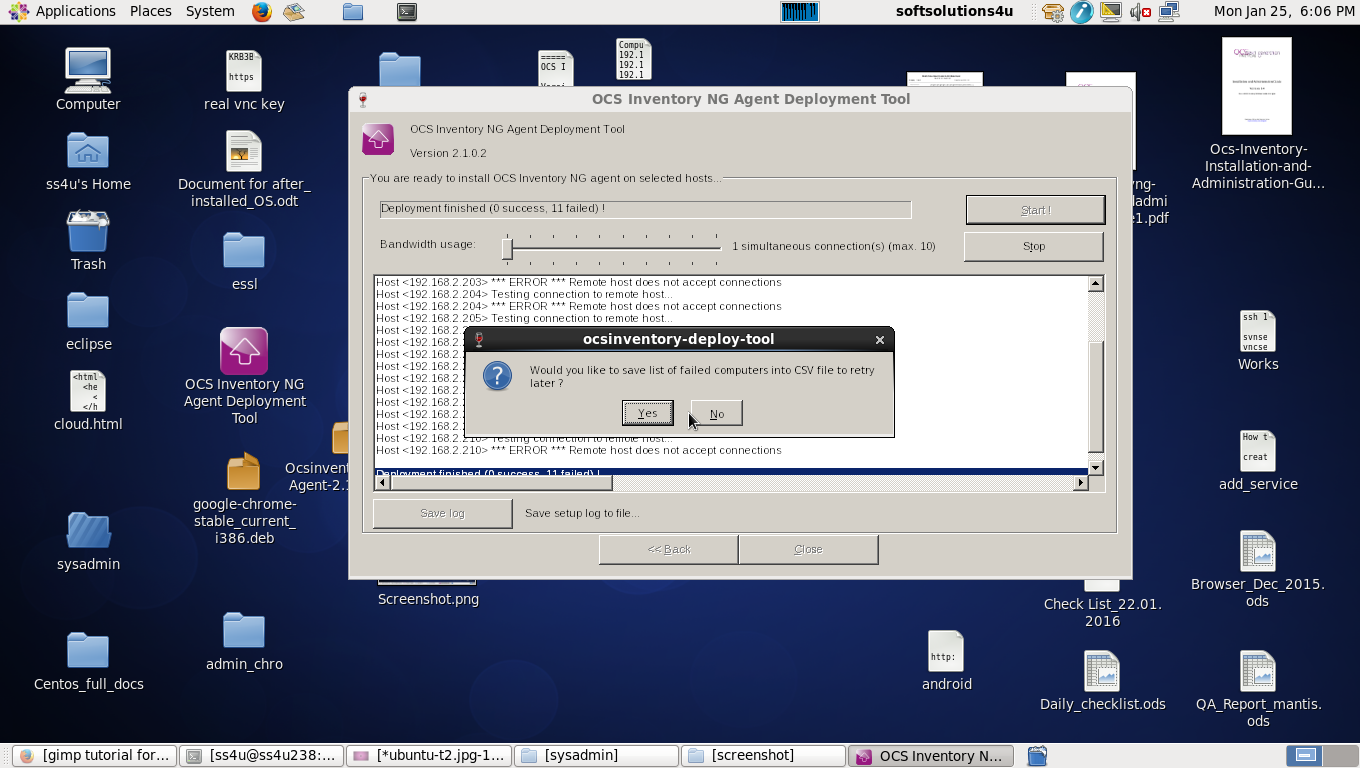 Applications Places System
softsolutions4u
Mon Jan 25, 6:06 PM
Computer
real vnc key
KRB3B
https
=====
OCS I
Compu
192.1
192.1
192.1
ss4u's Home
Document for after_
installed_OS.odt
Trash
essl
eclipse
OCS Inventory NG
Agent Deployment
Tool
<html
<he
<
</h
cloud.html
Ocsinvent
Agent-2.1
google-chrome-
stable_current_
i386.deb
sysadmin
admin_chro
Centos_full_docs
Screenshot.png
OCS Inventory NG Agent Deployment Tool
OCS Inventory NG Agent Deployment Tool
Version 2.1.0.2
You are ready to install OCS Inventory NG agent on selected hosts...
Deployment finished (0 success, 11 failed) !
Start !
Bandwidth usage:
1 simultaneous connection(s) (max. 10)
Stop
Host <192.168.2.203> *** ERROR *** Remote host does not accept connections
Host <192.168.2.204> Testing connection to remote host...
Host <192.168.2.204> *** ERROR *** Remote host does not accept connections
Host <192.168.2.205> Testing connection to remote host...
Host <192.168.2.
Host <192.168.2.
Host <192.168.2.
Host <192.168.2.
Host <192.168.2.
Host <192.168.2.
Host <192.168.2.
Host <192.168.2.
Host <192.168.2.
Host <192.168.2.210> Testing connection to remote host...
Host <192.168.2.210> *** ERROR *** Remote host does not accept connections
Deployment finished (0 success, 11 failed) !
ocsinventory-deploy-tool
Would you like to save list of failed computers into CSV file to retry
later ?
Yes
No
Save log
Save setup log to file...
<< Back
Close
Ocs-Inventory-
Installation-and-
Administration-Gu...
yng-
admi
e1.pdf
ssh 1
svnse
vncse
Works
How t
creat
add_service
Browser_Dec_2015.
ods
Check List_22.01.
2016
http:
android
Daily_checklist.ods
QA_Report_mantis.
ods
[gimp tutorial for...
[ss4u@ss4u238:...
[*ubuntu-t2.jpg-1...
[sysadmin]
[screenshot]
OCS Inventory N...